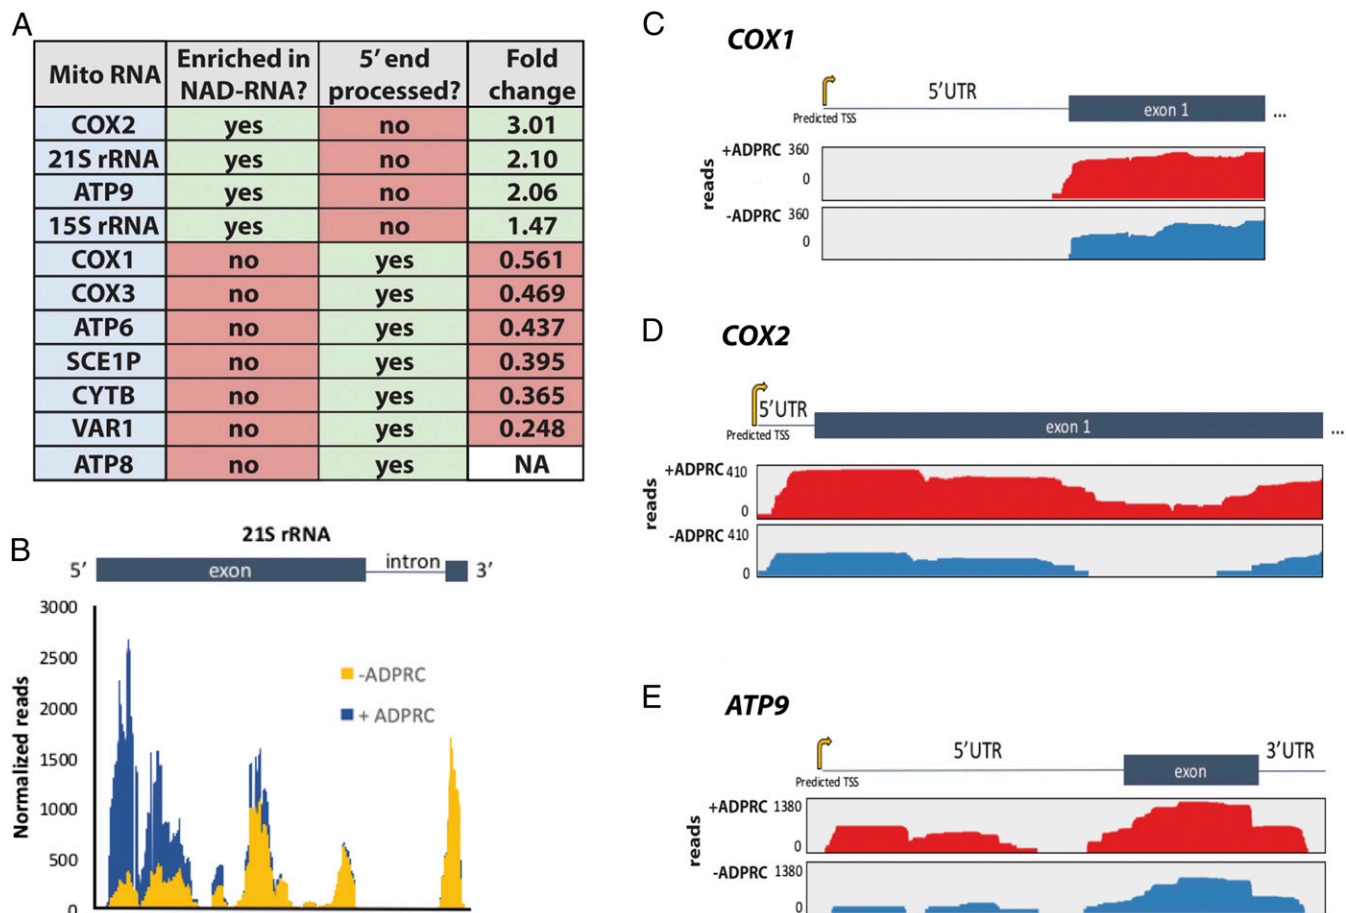 A
Mito RNA Enriched in NAD-RNA? 5' end processed? Fold change
COX2 yes no 3.01
21S rRNA yes no 2.10
ATP9 yes no 2.06
15S rRNA yes no 1.47
COX1 no yes 0.561
COX3 no yes 0.469
ATP6 no yes 0.437
SCE1P no yes 0.395
CYTB no yes 0.365
VAR1 no yes 0.248
ATP8 no yes NA
B
21S rRNA
5' exon intron 3'
Normalized reads
3000
2500
2000
1500
1000
500
0
-ADPRC
+ ADPRC
C
COX1
5'UTR
exon 1 ...
Predicted TSS
reads
+ADPRC 360
0
-ADPRC 360
0
D
COX2
5'UTR
exon 1 ...
Predicted TSS
reads
+ADPRC 410
0
-ADPRC 410
0
E
ATP9
5'UTR
exon
3'UTR
Predicted TSS
reads
+ADPRC 1380
0
-ADPRC 1380
0